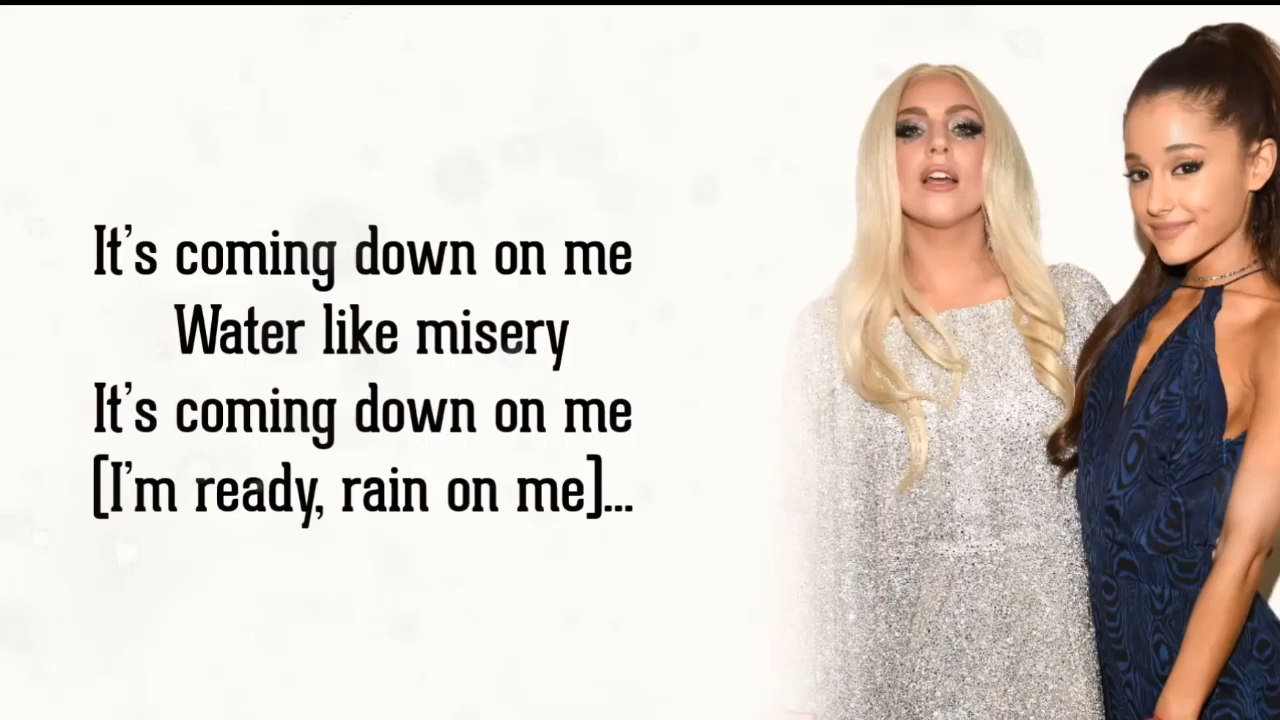 It's coming down on me
Water like misery
It's coming down on me
[I'm ready, rain on me]...